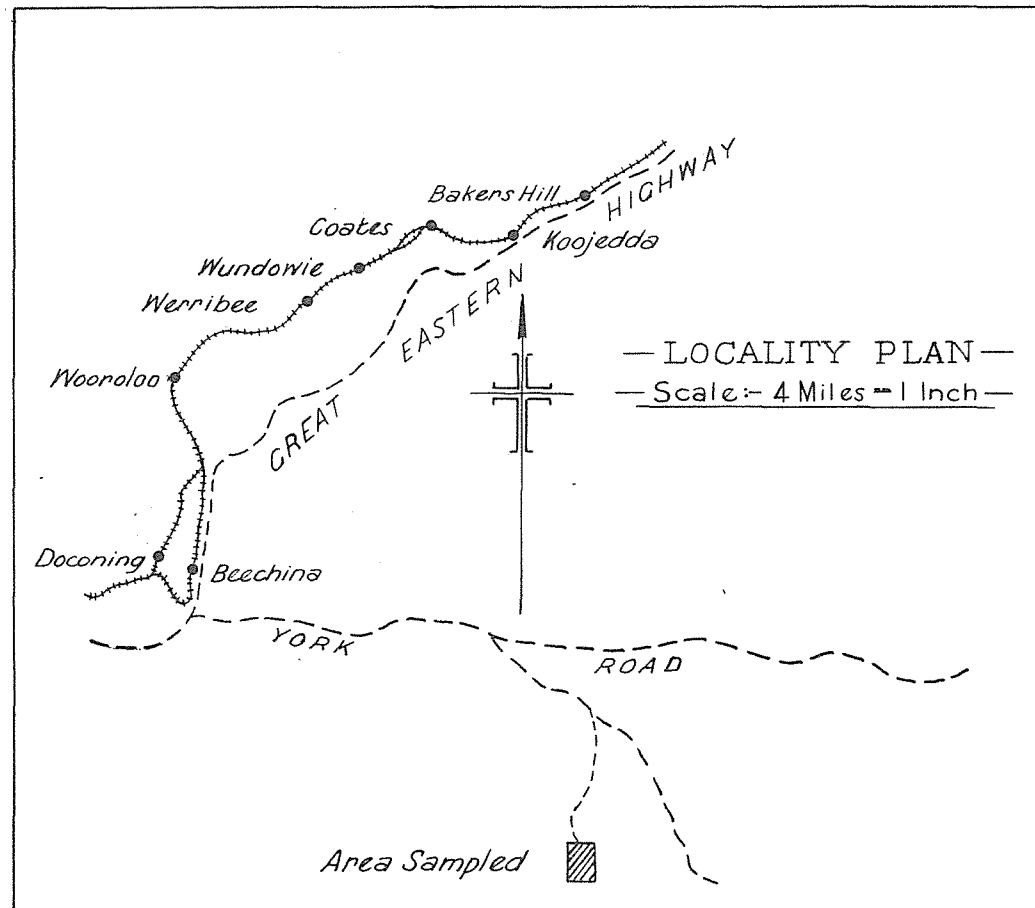 Bakers Hill
HIGHWAY
Coates
Koojedda
Wundowie
EASTERN
Werribee
— LOCALITY PLAN —
Wooroloo
— Scale:- 4 Miles = 1 Inch —
GREAT
Doconing
Beechina
YORK
ROAD
Area Sampled